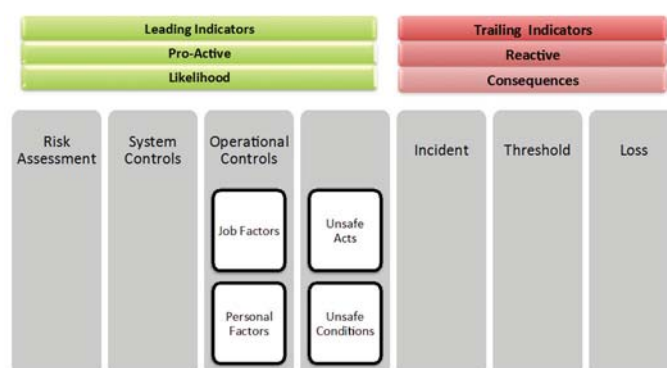 Leading Indicators
Pro-Active
Likelihood
Trailing Indicators
Reactive
Consequences
Risk
Assessment
System
Controls
Operational
Controls
Incident
Threshold
Loss
Job Factors
Unsafe
Acts
Personal
Factors
Unsafe
Conditions